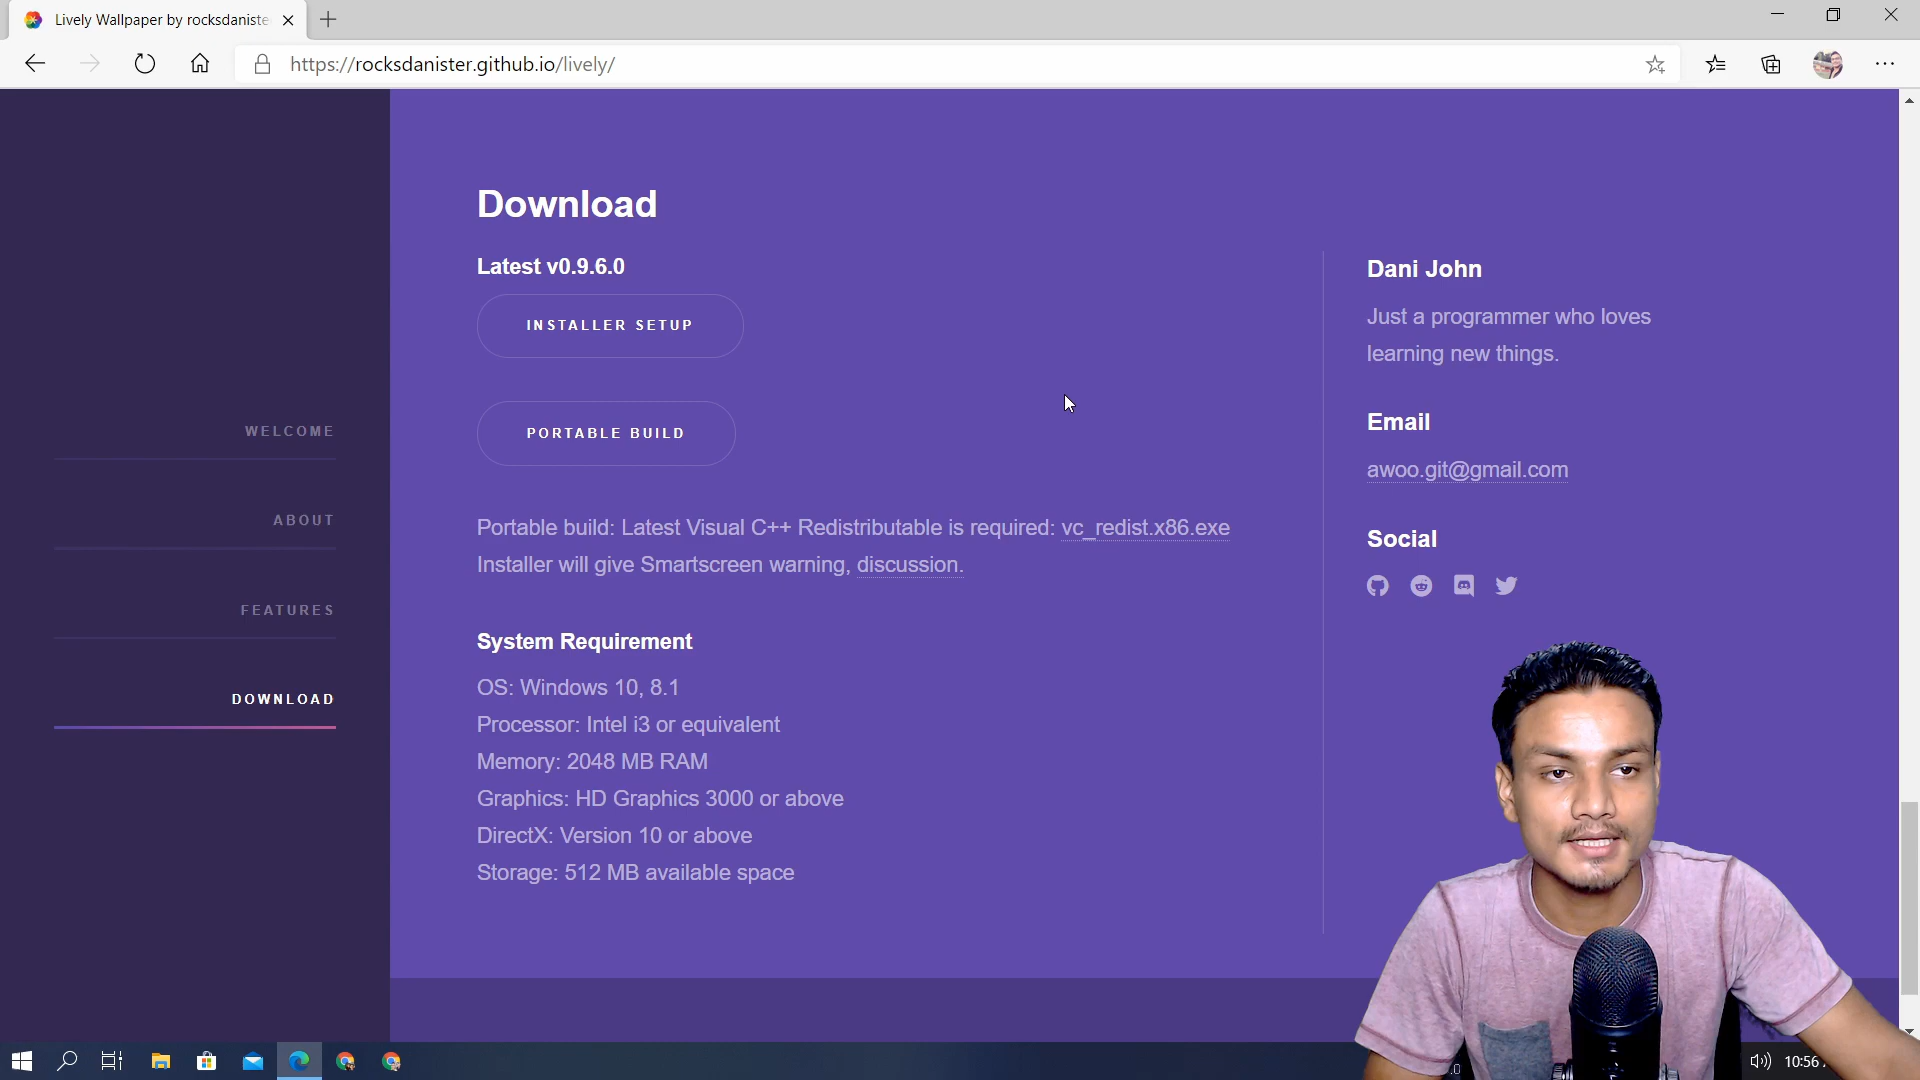 Lively Wallpaper by rocksdaniste
https://rocksdanister.github.io/lively/
WELCOME
ABOUT
FEATURES
DOWNLOAD
Download
Latest v0.9.6.0
INSTALLER SETUP
PORTABLE BUILD
Portable build: Latest Visual C++ Redistributable is required: vc_redist.x86.exe
Installer will give Smartscreen warning, discussion.
System Requirement
OS: Windows 10, 8.1
Processor: Intel i3 or equivalent
Memory: 2048 MB RAM
Graphics: HD Graphics 3000 or above
DirectX: Version 10 or above
Storage: 512 MB available space
Dani John
Just a programmer who loves
learning new things.
Email
awoo.git@gmail.com
Social
10:56